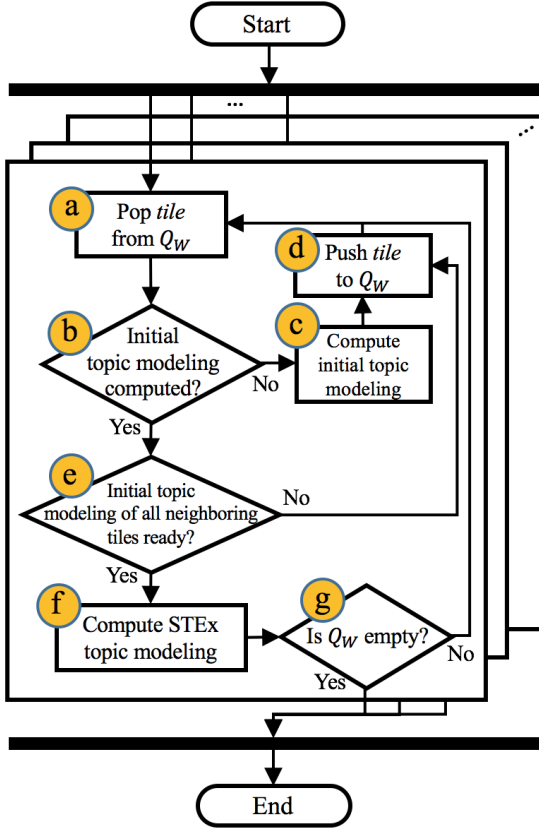 Start
...
...
a
Pop tile
from Q_W
d
Push tile
to Q_W
b
Initial
topic modeling
computed?
No
c
Compute
initial topic
modeling
Yes
e
Initial topic
modeling of all neighboring
tiles ready?
No
Yes
f
Compute STEx
topic modeling
g
Is Q_W empty?
No
Yes
End